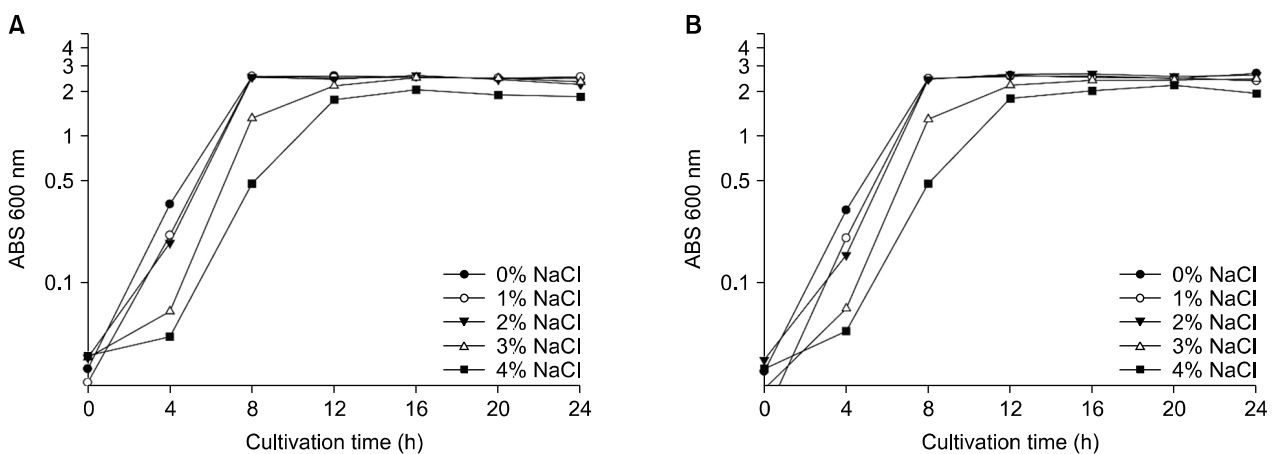 A
ABS 600 nm
4
3
2
1
0.5
0.1
0% NaCl
1% NaCl
2% NaCl
3% NaCl
4% NaCl
0 4 8 12 16 20 24
Cultivation time (h)
B
ABS 600 nm
4
3
2
1
0.5
0.1
0% NaCl
1% NaCl
2% NaCl
3% NaCl
4% NaCl
0 4 8 12 16 20 24
Cultivation time (h)